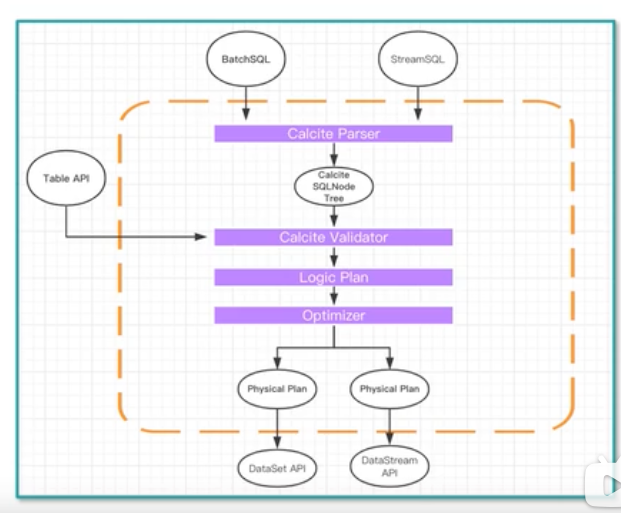 BatchSQL
StreamSQL
Calcite Parser
Table API
Calcite
SQLNode
Tree
Calcite Validator
Logic Plan
Optimizer
Physical Plan
Physical Plan
DataSet API
DataStream
API